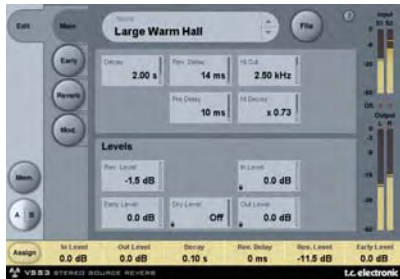 Edit
Main
Name
Large Warm Hall
File
?
Input
S1 S2
Early
Decay
2.00 s
Rev. Delay
14 ms
Hi Cut
2.50 kHz
Reverb
Pre Delay
10 ms
Hi Decay
x 0.73
Mod.
O/L
Output
L R
Levels
Rev. Level
-1.5 dB
In Level
0.0 dB
Mem.
Early Level
0.0 dB
Dry Level
Off
Out Level
0.0 dB
A B
Assign
In Level
0.0 dB
Out Level
0.0 dB
Decay
0.10 s
Rev. Delay
0 ms
Rev. Level
-11.5 dB
Early Level
0.0 dB
VSS3 STEREO SOURCE REVERB
t.c. electronic